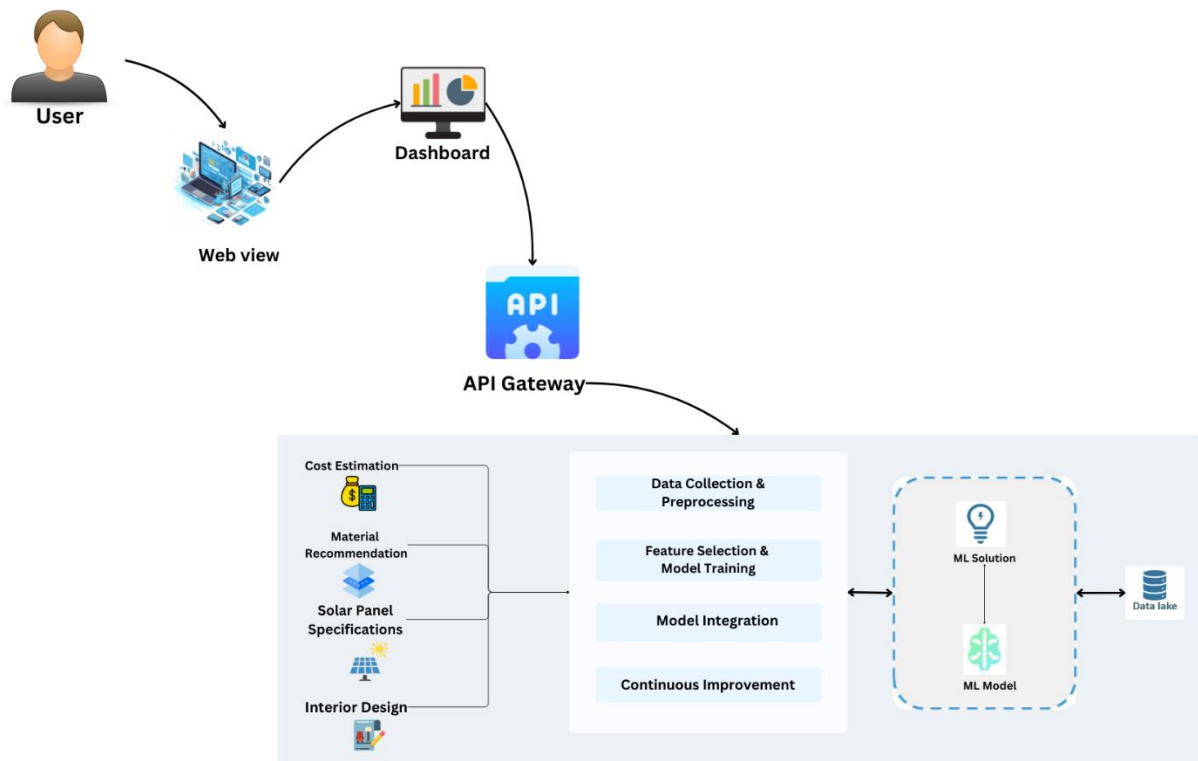 User
Web view
Dashboard
API
API Gateway
Cost Estimation
Material
Recommendation
Solar Panel
Specifications
Interior Design
Data Collection &
Preprocessing
Feature Selection &
Model Training
Model Integration
Continuous Improvement
ML Solution
ML Model
Data lake